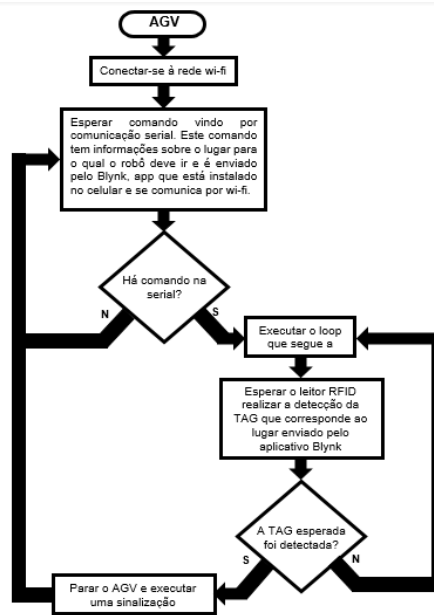 AGV
Conectar-se à rede wi-fi
Esperar comando vindo por
comunicação serial. Este comando
tem informações sobre o lugar para
o qual o robô deve ir e é enviado
pelo Blynk, app que está instalado
no celular e se comunica por wi-fi.
Há comando na
serial?
N
S
Executar o loop
que segue a
Esperar o leitor RFID
realizar a detecção da
TAG que corresponde ao
lugar enviado pelo
aplicativo Blynk
A TAG esperada
foi detectada?
S
N
Parar o AGV e executar
uma sinalização